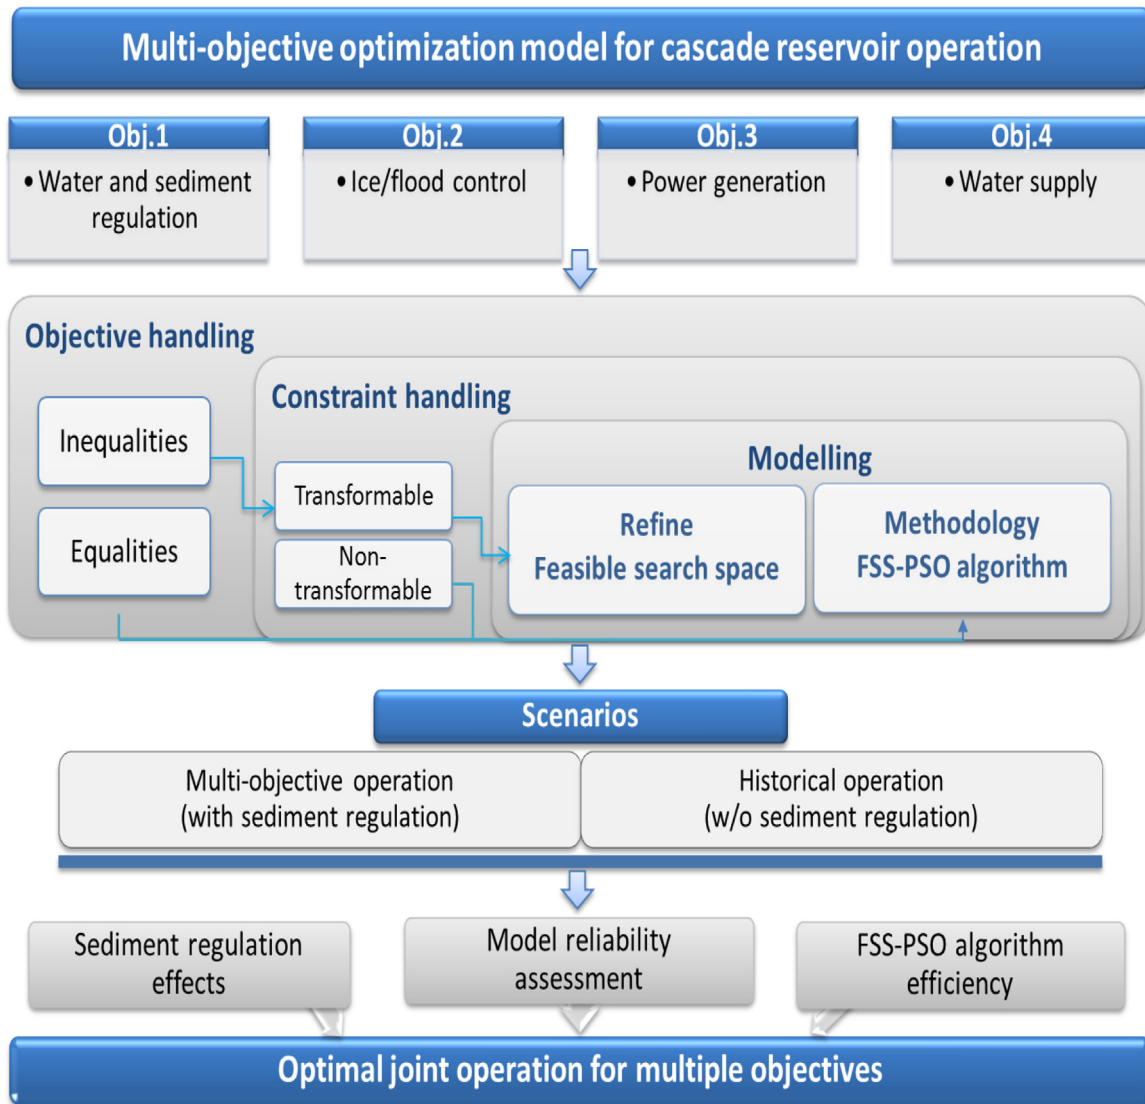 Multi-objective optimization model for cascade reservoir operation
Obj.1
Obj.2
Obj.3
Obj.4
• Water and sediment
regulation
• Ice/flood control
• Power generation
• Water supply
Objective handling
Constraint handling
Inequalities
Equalities
Transformable
Non-
transformable
Modelling
Refine
Feasible search space
Methodology
FSS-PSO algorithm
Scenarios
Multi-objective operation
(with sediment regulation)
Historical operation
(w/o sediment regulation)
Sediment regulation
effects
Model reliability
assessment
FSS-PSO algorithm
efficiency
Optimal joint operation for multiple objectives